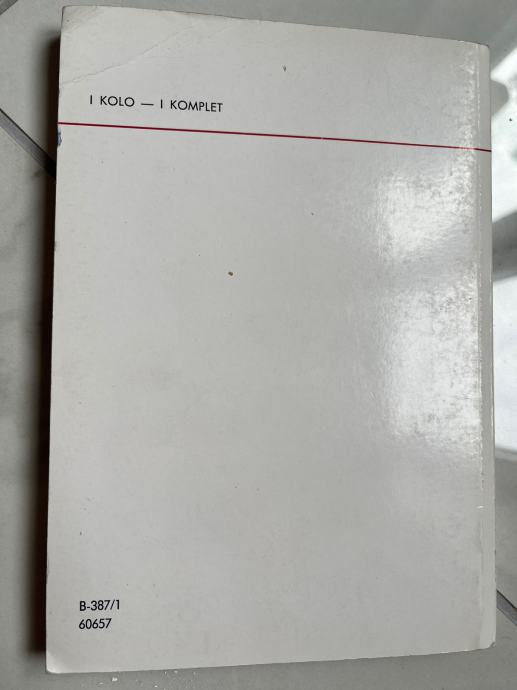 I KOLO — I KOMPLET
B-387/1
60657